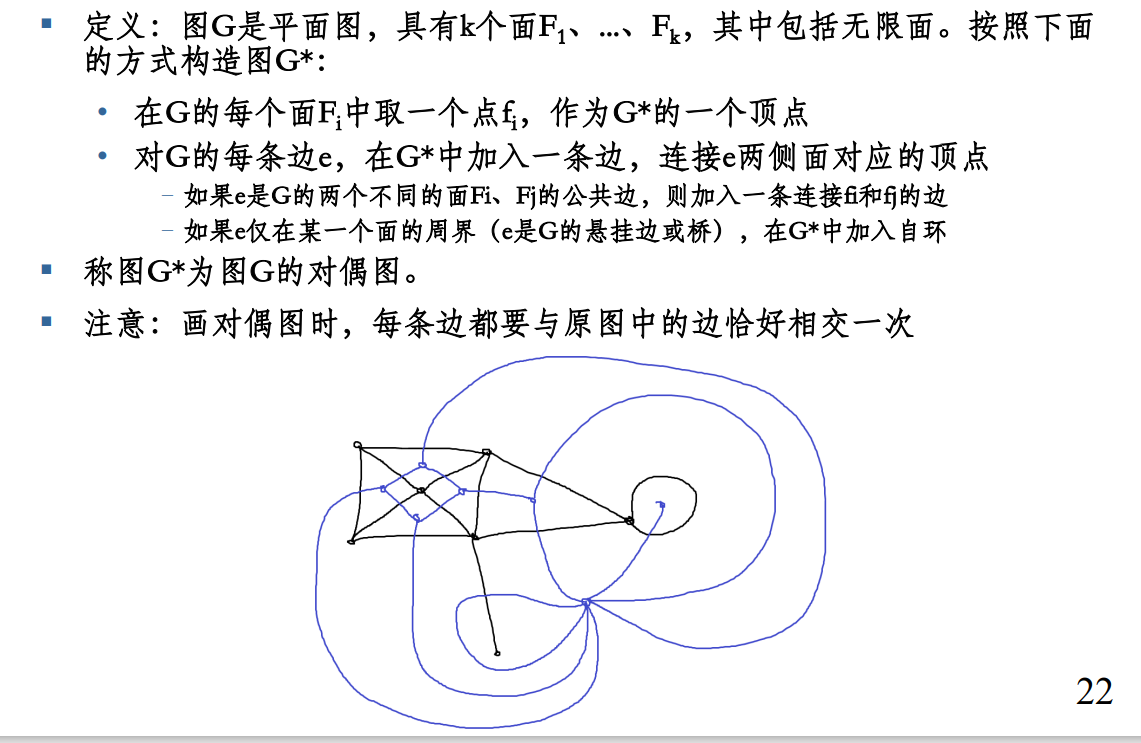 定义：图G是平面图，具有k个面F1、...、Fk，其中包括无限面。按照下面
的方式构造图G*：
在G的每个面Fi中取一个点fi，作为G*的一个顶点
对G的每条边e，在G*中加入一条边，连接e两侧面对应的顶点
如果e是G的两个不同的面Fi、Fj的公共边，则加入一条连接fi和fj的边
如果e仅在某一个面的周界（e是G的悬挂边或桥），在G*中加入自环
称图G*为图G的对偶图。
注意：画对偶图时，每条边都要与原图中的边恰好相交一次
22